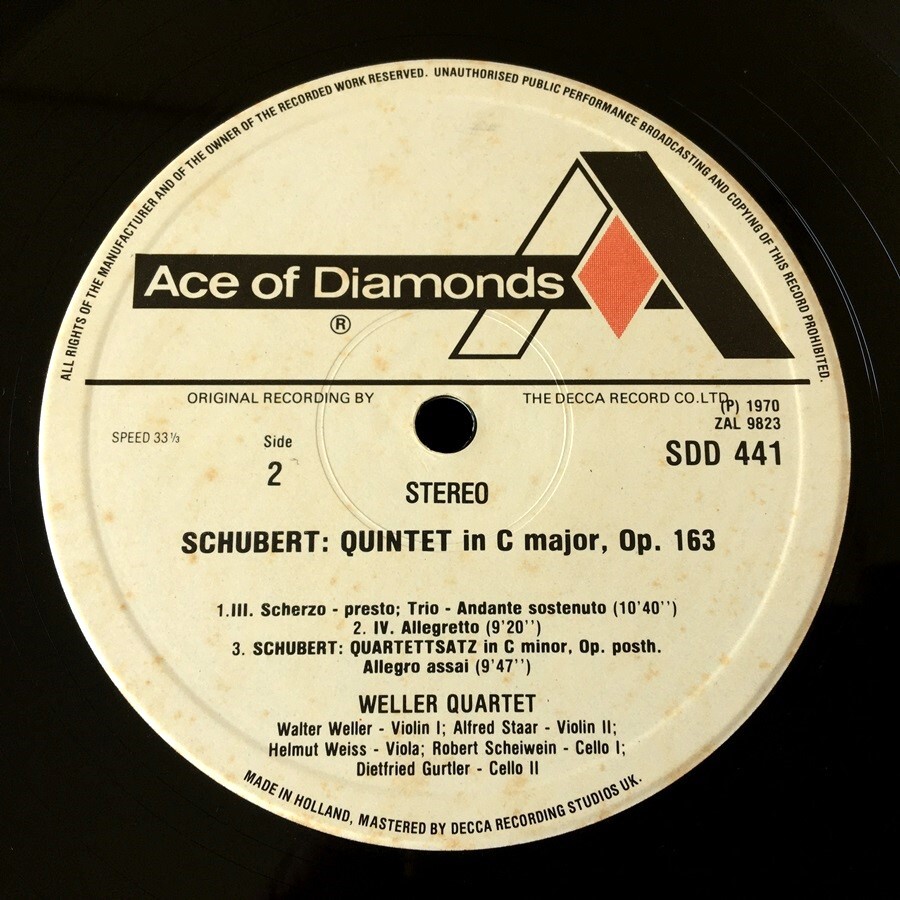 ALL RIGHTS OF THE MANUFACTURER AND OF THE OWNER OF THE RECORDED WORK RESERVED. UNAUTHORISED PUBLIC PERFORMANCE BROADCASTING AND COPYING OF THIS RECORD PROHIBITED.
Ace of Diamonds
®
ORIGINAL RECORDING BY THE DECCA RECORD CO.LTD.
(P) 1970
ZAL 9823
SDD 441
SPEED 33⅓
Side
2
STEREO
SCHUBERT: QUINTET in C major, Op. 163
1.III. Scherzo - presto; Trio - Andante sostenuto (10'40'')
2. IV. Allegretto (9'20'')
3. SCHUBERT: QUARTETTSATZ in C minor, Op. posth.
Allegro assai (9'47'')
WELLER QUARTET
Walter Weller - Violin I; Alfred Staar - Violin II;
Helmut Weiss - Viola; Robert Scheiwein - Cello I;
Dietfried Gurtler - Cello II
MADE IN HOLLAND, MASTERED BY DECCA RECORDING STUDIOS UK.